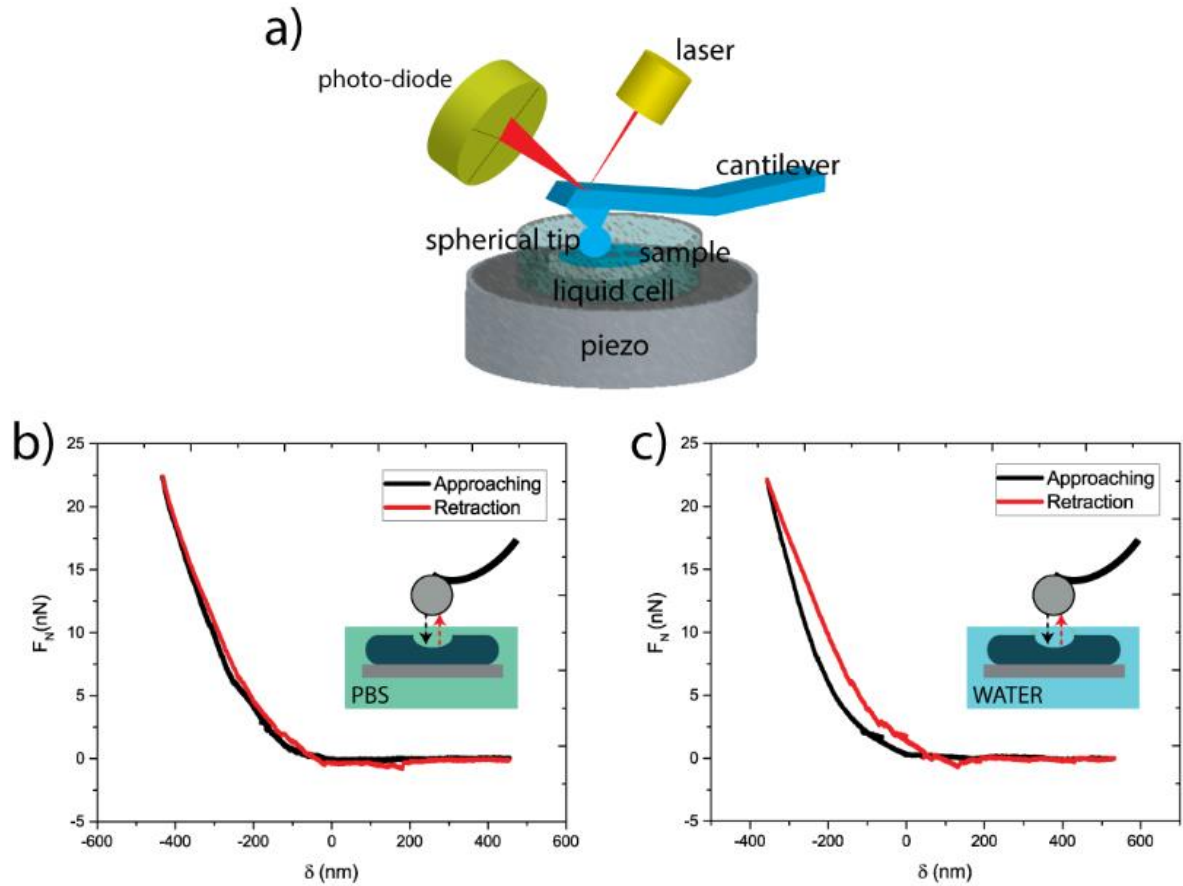 a)
laser
photo-diode
cantilever
spherical tip
sample
liquid cell
piezo
b)
25
20
15
10
5
0
-5
F_N(nN)
Approaching
Retraction
PBS
-600 -400 -200 0 200 400 600
δ (nm)
c)
25
20
15
10
5
0
-5
F_N(nN)
Approaching
Retraction
WATER
-400 -200 0 200 400 600
δ (nm)